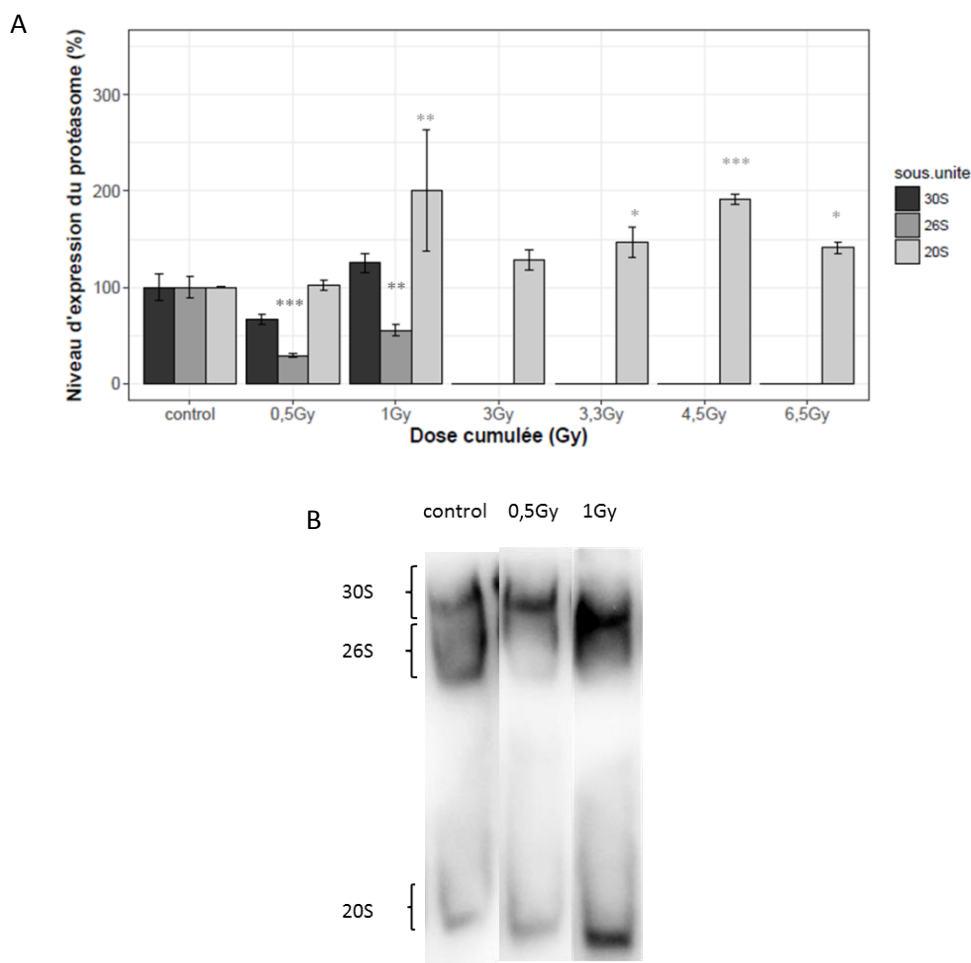 A
Niveau d'expression du protéasome (%)
300
200
100
0
**
***
**
*
***
*
control 0,5Gy 1Gy 3Gy 3,3Gy 4,5Gy 6,5Gy
Dose cumulée (Gy)
sous.unite
30S
26S
20S
B
control 0,5Gy 1Gy
30S
26S
20S